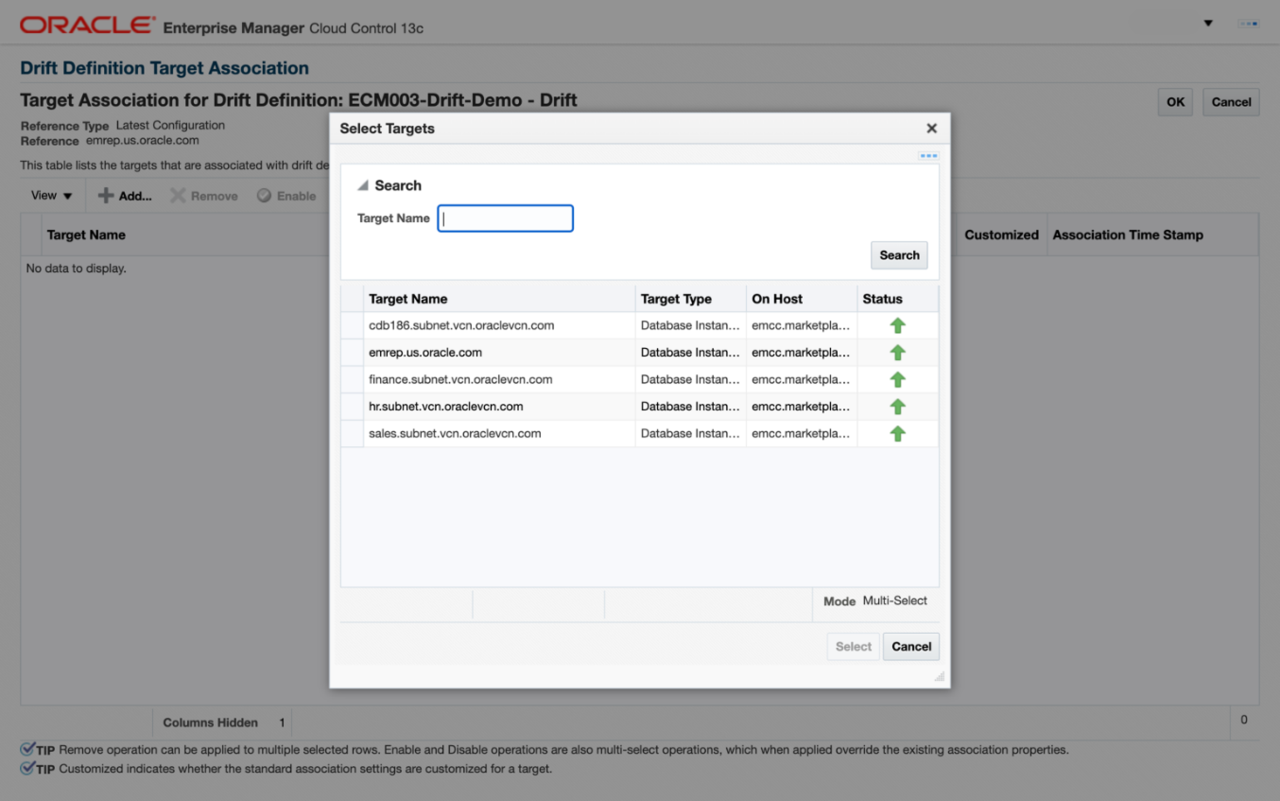 ORACLE® Enterprise Manager Cloud Control 13c
Drift Definition Target Association
Target Association for Drift Definition: ECM003-Drift-Demo - Drift
OK Cancel
Reference Type Latest Configuration
Reference emrep.us.oracle.com
This table lists the targets that are associated with drift de
View Add... Remove Enable
Target Name Customized Association Time Stamp
No data to display.
Select Targets
Search
Target Name
Search
Target Name Target Type On Host Status
cdb186.subnet.vcn.oraclevcn.com Database Instan... emcc.marketpla...
emrep.us.oracle.com Database Instan... emcc.marketpla...
finance.subnet.vcn.oraclevcn.com Database Instan... emcc.marketpla...
hr.subnet.vcn.oraclevcn.com Database Instan... emcc.marketpla...
sales.subnet.vcn.oraclevcn.com Database Instan... emcc.marketpla...
Mode Multi-Select
Select Cancel
Columns Hidden 1 0
TIP Remove operation can be applied to multiple selected rows. Enable and Disable operations are also multi-select operations, which when applied override the existing association properties.
TIP Customized indicates whether the standard association settings are customized for a target.